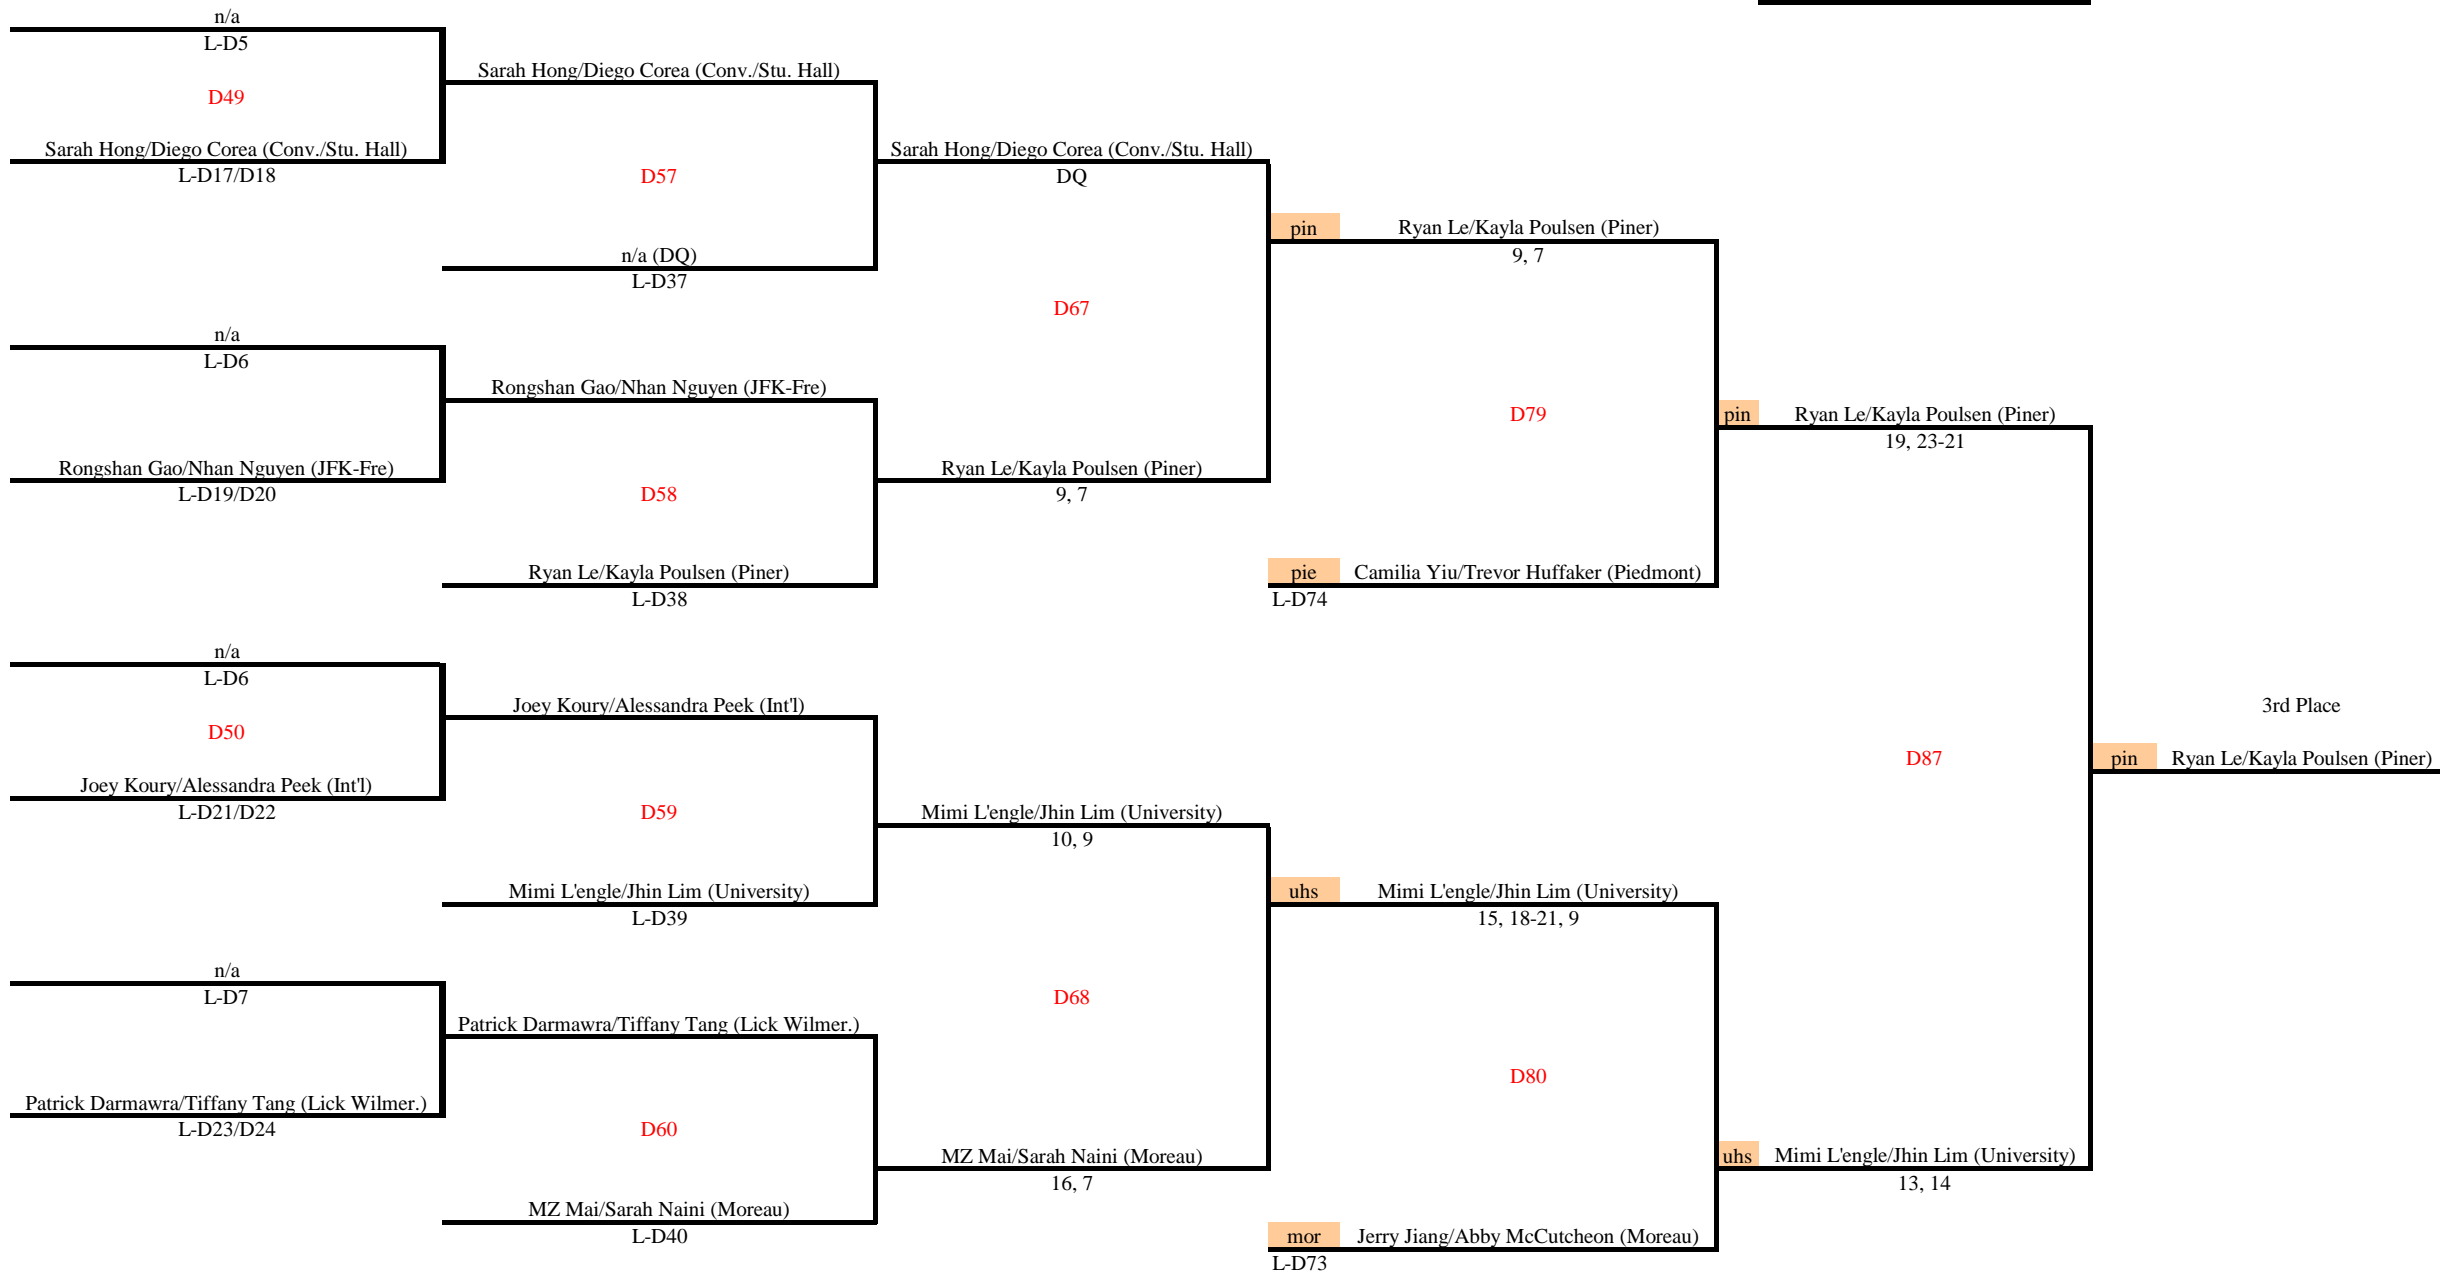 n/a
L-D5
D49
Sarah Hong/Diego Corea (Conv./Stu. Hall)
L-D17/D18
Sarah Hong/Diego Corea (Conv./Stu. Hall)
D57
n/a (DQ)
L-D37
Sarah Hong/Diego Corea (Conv./Stu. Hall)
DQ
n/a
L-D6
Rongshan Gao/Nhan Nguyen (JFK-Fre)
L-D19/D20
Rongshan Gao/Nhan Nguyen (JFK-Fre)
D58
Ryan Le/Kayla Poulsen (Piner)
L-D38
D67
Ryan Le/Kayla Poulsen (Piner)
9, 7
pin Ryan Le/Kayla Poulsen (Piner)
9, 7
D79
pie Camilia Yiu/Trevor Huffaker (Piedmont)
L-D74
pin Ryan Le/Kayla Poulsen (Piner)
19, 23-21
n/a
L-D6
D50
Joey Koury/Alessandra Peek (Int'l)
L-D21/D22
Joey Koury/Alessandra Peek (Int'l)
D59
Mimi L'engle/Jhin Lim (University)
L-D39
Mimi L'engle/Jhin Lim (University)
10, 9
n/a
L-D7
Patrick Darmawra/Tiffany Tang (Lick Wilmer.)
L-D23/D24
Patrick Darmawra/Tiffany Tang (Lick Wilmer.)
D60
MZ Mai/Sarah Naini (Moreau)
L-D40
D68
MZ Mai/Sarah Naini (Moreau)
16, 7
uhs Mimi L'engle/Jhin Lim (University)
15, 18-21, 9
D80
mor Jerry Jiang/Abby McCutcheon (Moreau)
L-D73
D87
uhs Mimi L'engle/Jhin Lim (University)
13, 14
3rd Place
pin Ryan Le/Kayla Poulsen (Piner)